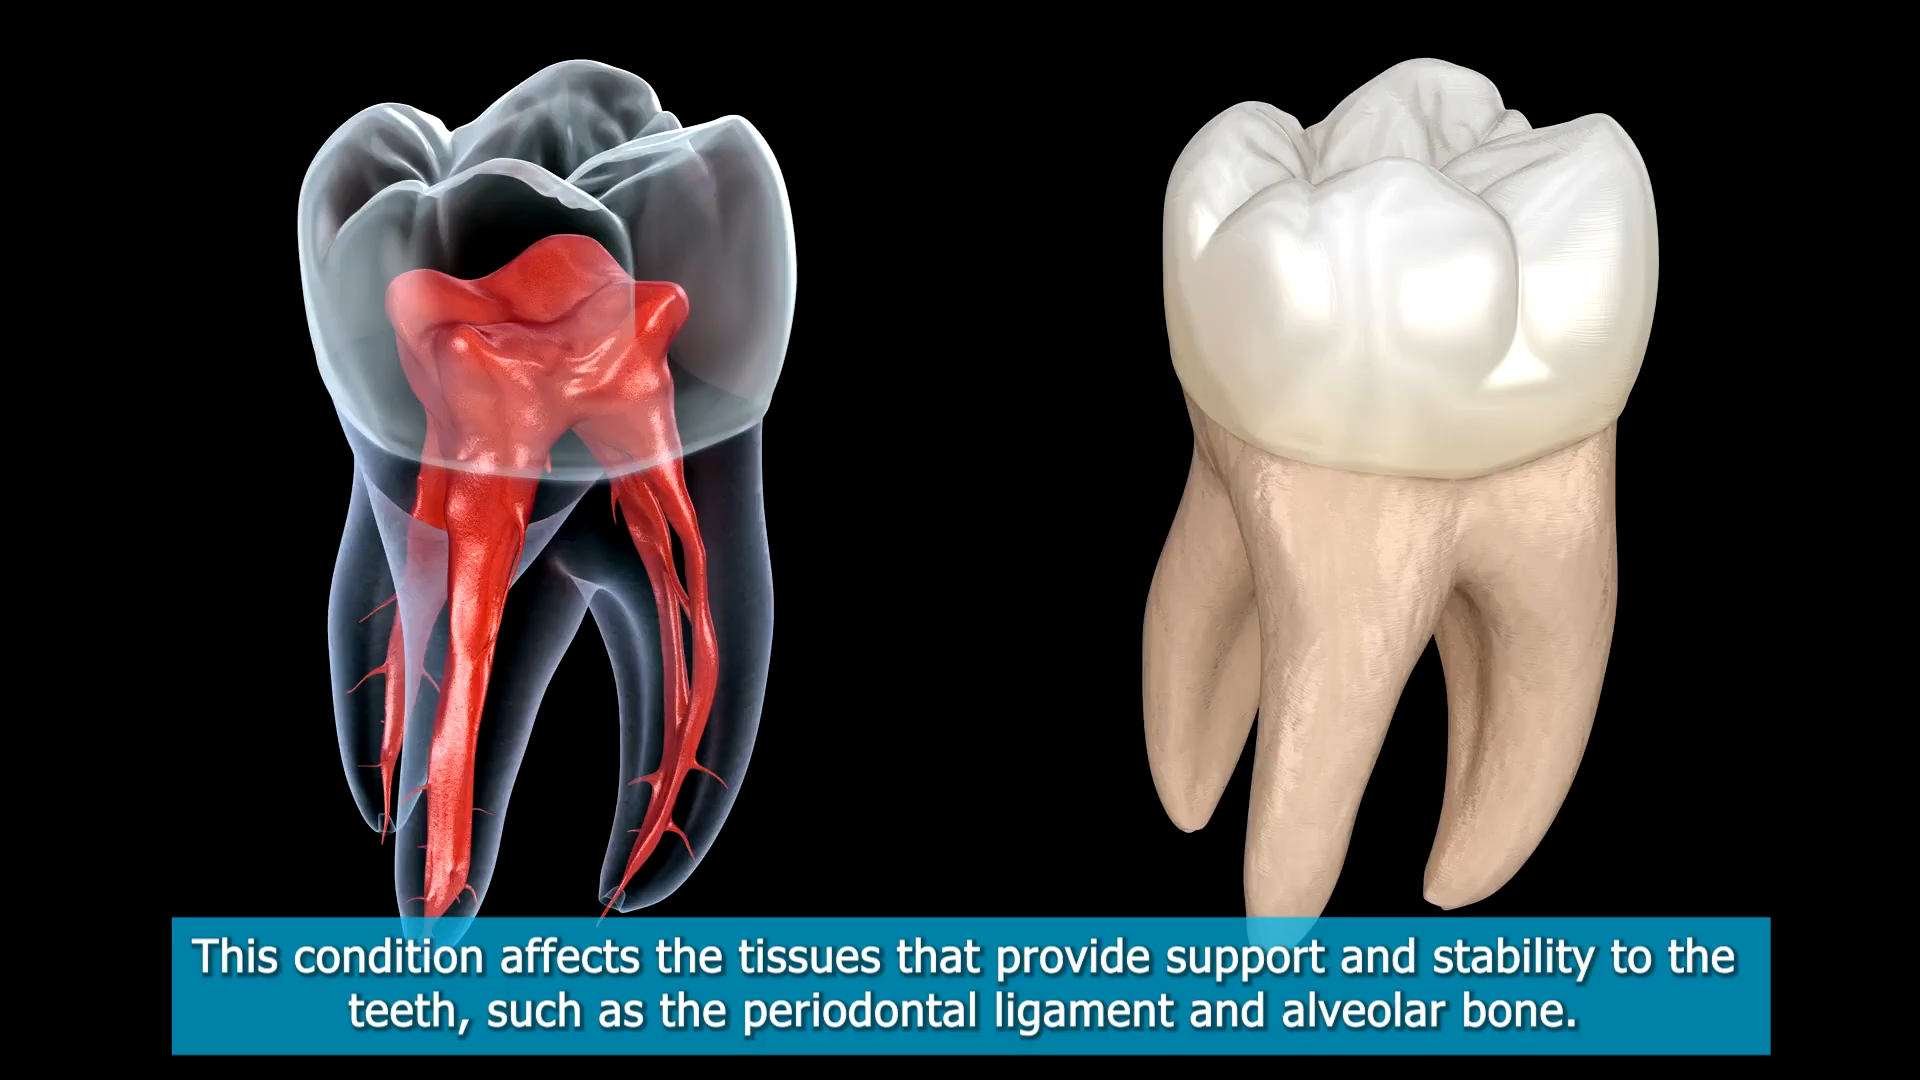 This condition affects the tissues that provide support and stability to the
teeth, such as the periodontal ligament and alveolar bone.